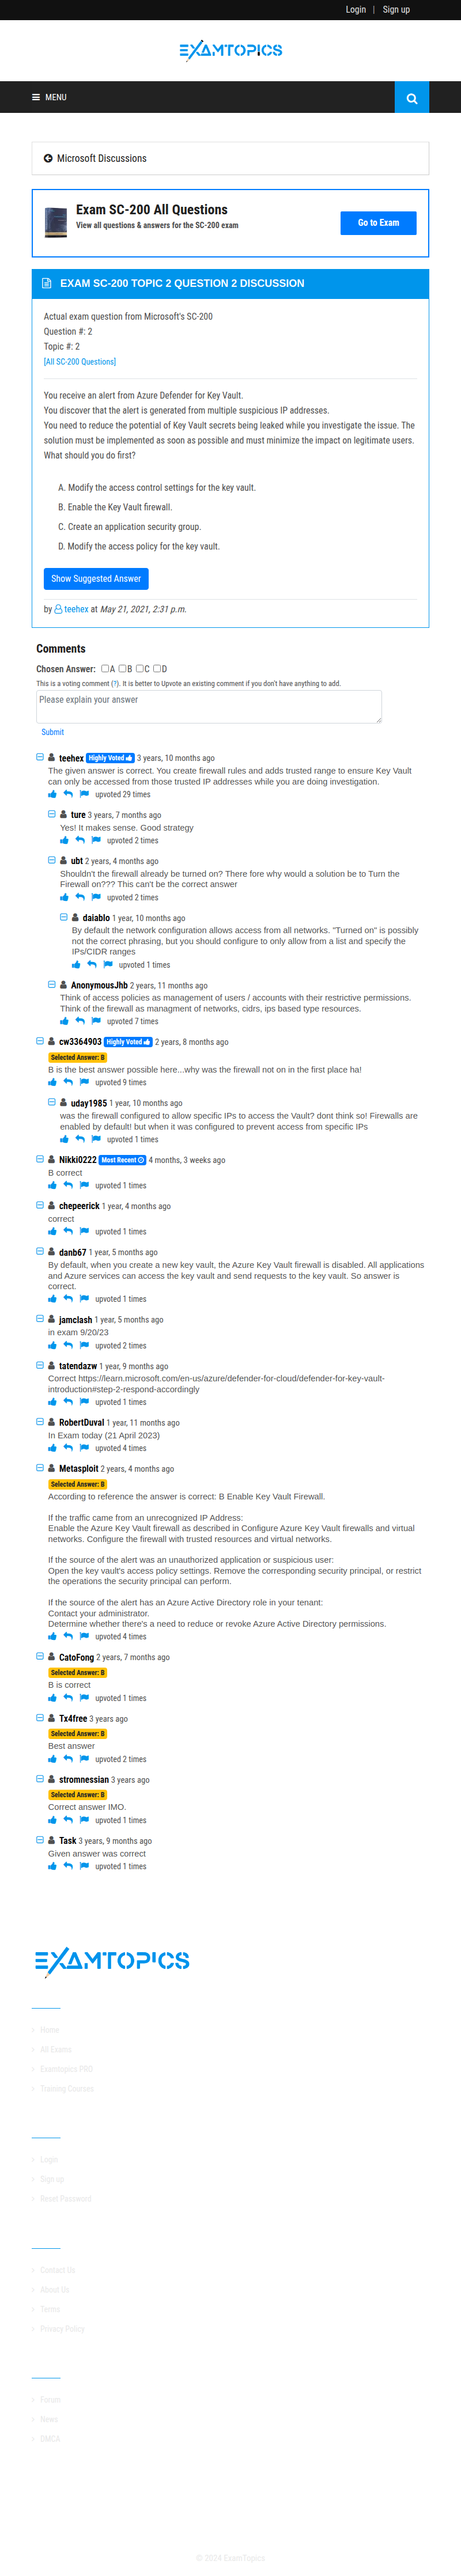 Login | Sign up
EXAMTOPICS
MENU
Microsoft Discussions
Exam SC-200 All Questions
View all questions & answers for the SC-200 exam
Go to Exam
EXAM SC-200 TOPIC 2 QUESTION 2 DISCUSSION
Actual exam question from Microsoft's SC-200
Question #: 2
Topic #: 2
[All SC-200 Questions]
You receive an alert from Azure Defender for Key Vault.
You discover that the alert is generated from multiple suspicious IP addresses.
You need to reduce the potential of Key Vault secrets being leaked while you investigate the issue. The
solution must be implemented as soon as possible and must minimize the impact on legitimate users.
What should you do first?
A. Modify the access control settings for the key vault.
B. Enable the Key Vault firewall.
C. Create an application security group.
D. Modify the access policy for the key vault.
Show Suggested Answer
by teehex at May 21, 2021, 2:31 p.m.
Comments
Chosen Answer: A B C D
This is a voting comment (?). It is better to Upvote an existing comment if you don't have anything to add.
Please explain your answer
Submit
teehex Highly Voted 3 years, 10 months ago
The given answer is correct. You create firewall rules and adds trusted range to ensure Key Vault
can only be accessed from those trusted IP addresses while you are doing investigation.
upvoted 29 times
ture 3 years, 7 months ago
Yes! It makes sense. Good strategy
upvoted 2 times
ubt 2 years, 4 months ago
Shouldn't the firewall already be turned on? There fore why would a solution be to Turn the
Firewall on??? This can't be the correct answer
upvoted 2 times
daiablo 1 year, 10 months ago
By default the network configuration allows access from all networks. "Turned on" is possibly
not the correct phrasing, but you should configure to only allow from a list and specify the
IPs/CIDR ranges
upvoted 1 times
AnonymousJhb 2 years, 11 months ago
Think of access policies as management of users / accounts with their restrictive permissions.
Think of the firewall as managment of networks, cidrs, ips based type resources.
upvoted 7 times
cw3364903 Highly Voted 2 years, 8 months ago
Selected Answer: B
B is the best answer possible here...why was the firewall not on in the first place ha!
upvoted 9 times
uday1985 1 year, 10 months ago
was the firewall configured to allow specific IPs to access the Vault? dont think so! Firewalls are
enabled by default! but when it was configured to prevent access from specific IPs
upvoted 1 times
Nikki0222 Most Recent 4 months, 3 weeks ago
B correct
upvoted 1 times
chepeerick 1 year, 4 months ago
correct
upvoted 1 times
danb67 1 year, 5 months ago
By default, when you create a new key vault, the Azure Key Vault firewall is disabled. All applications
and Azure services can access the key vault and send requests to the key vault. So answer is
correct.
upvoted 1 times
jamclash 1 year, 5 months ago
in exam 9/20/23
upvoted 2 times
tatendazw 1 year, 9 months ago
Correct https://learn.microsoft.com/en-us/azure/defender-for-cloud/defender-for-key-vault-
introduction#step-2-respond-accordingly
upvoted 1 times
RobertDuval 1 year, 11 months ago
In Exam today (21 April 2023)
upvoted 4 times
Metasploit 2 years, 4 months ago
Selected Answer: B
According to reference the answer is correct: B Enable Key Vault Firewall.
If the traffic came from an unrecognized IP Address:
Enable the Azure Key Vault firewall as described in Configure Azure Key Vault firewalls and virtual
networks. Configure the firewall with trusted resources and virtual networks.
If the source of the alert was an unauthorized application or suspicious user:
Open the key vault's access policy settings. Remove the corresponding security principal, or restrict
the operations the security principal can perform.
If the source of the alert has an Azure Active Directory role in your tenant:
Contact your administrator.
Determine whether there's a need to reduce or revoke Azure Active Directory permissions.
upvoted 4 times
CatoFong 2 years, 7 months ago
Selected Answer: B
B is correct
upvoted 1 times
Tx4free 3 years ago
Selected Answer: B
Best answer
upvoted 2 times
stromnessian 3 years ago
Selected Answer: B
Correct answer IMO.
upvoted 1 times
Task 3 years, 9 months ago
Given answer was correct
upvoted 1 times
EXAMTOPICS
Home
All Exams
Examtopics PRO
Training Courses
Login
Sign up
Reset Password
Contact Us
About Us
Terms
Privacy Policy
Forum
News
DMCA
© 2024 ExamTopics